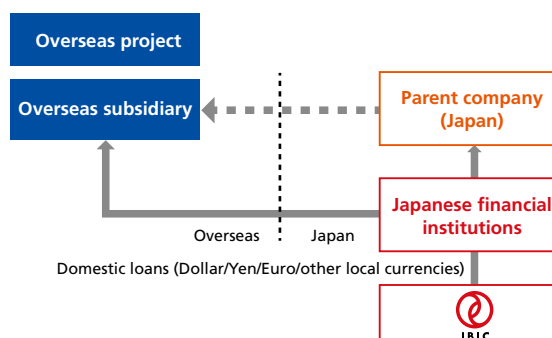 Overseas project
Overseas subsidiary
Parent company
(Japan)
Japanese financial
institutions
Overseas
Japan
Domestic loans (Dollar/Yen/Euro/other local currencies)
JBIC